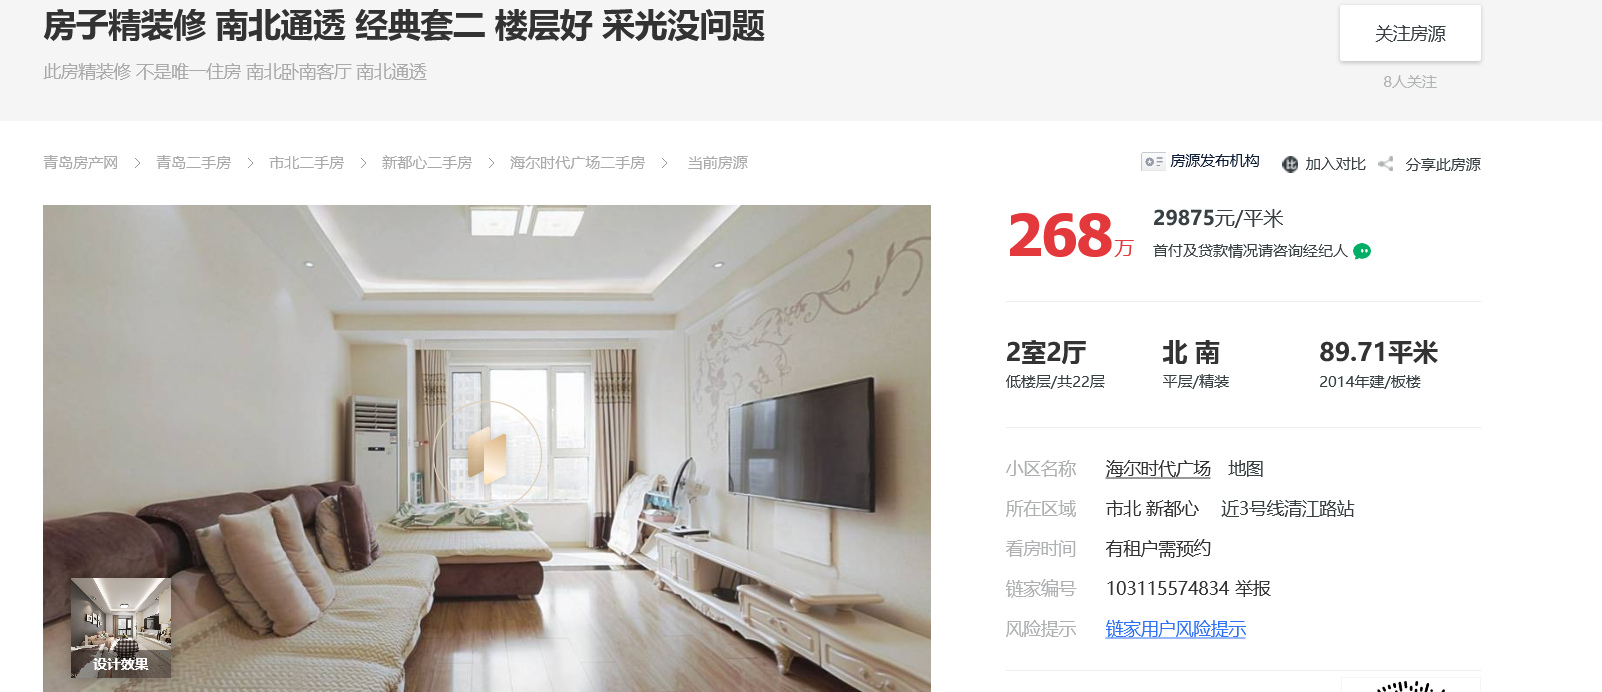 房子精装修 南北通透 经典套二 楼层好 采光没问题
此房精装修 不是唯一住房 南北卧南客厅 南北通透
关注房源
8人关注
青岛房产网 > 青岛二手房 > 市北二手房 > 新都心二手房 > 海尔时代广场二手房 > 当前房源
房源发布机构 加入对比 分享此房源
268万
29875元/平米
首付及贷款情况请咨询经纪人
2室2厅
低楼层/共22层
北 南
平层/精装
89.71平米
2014年建/板楼
小区名称 海尔时代广场 地图
所在区域 市北 新都心 近3号线清江路站
看房时间 有租户需预约
链家编号 103115574834 举报
风险提示 链家用户风险提示
设计效果